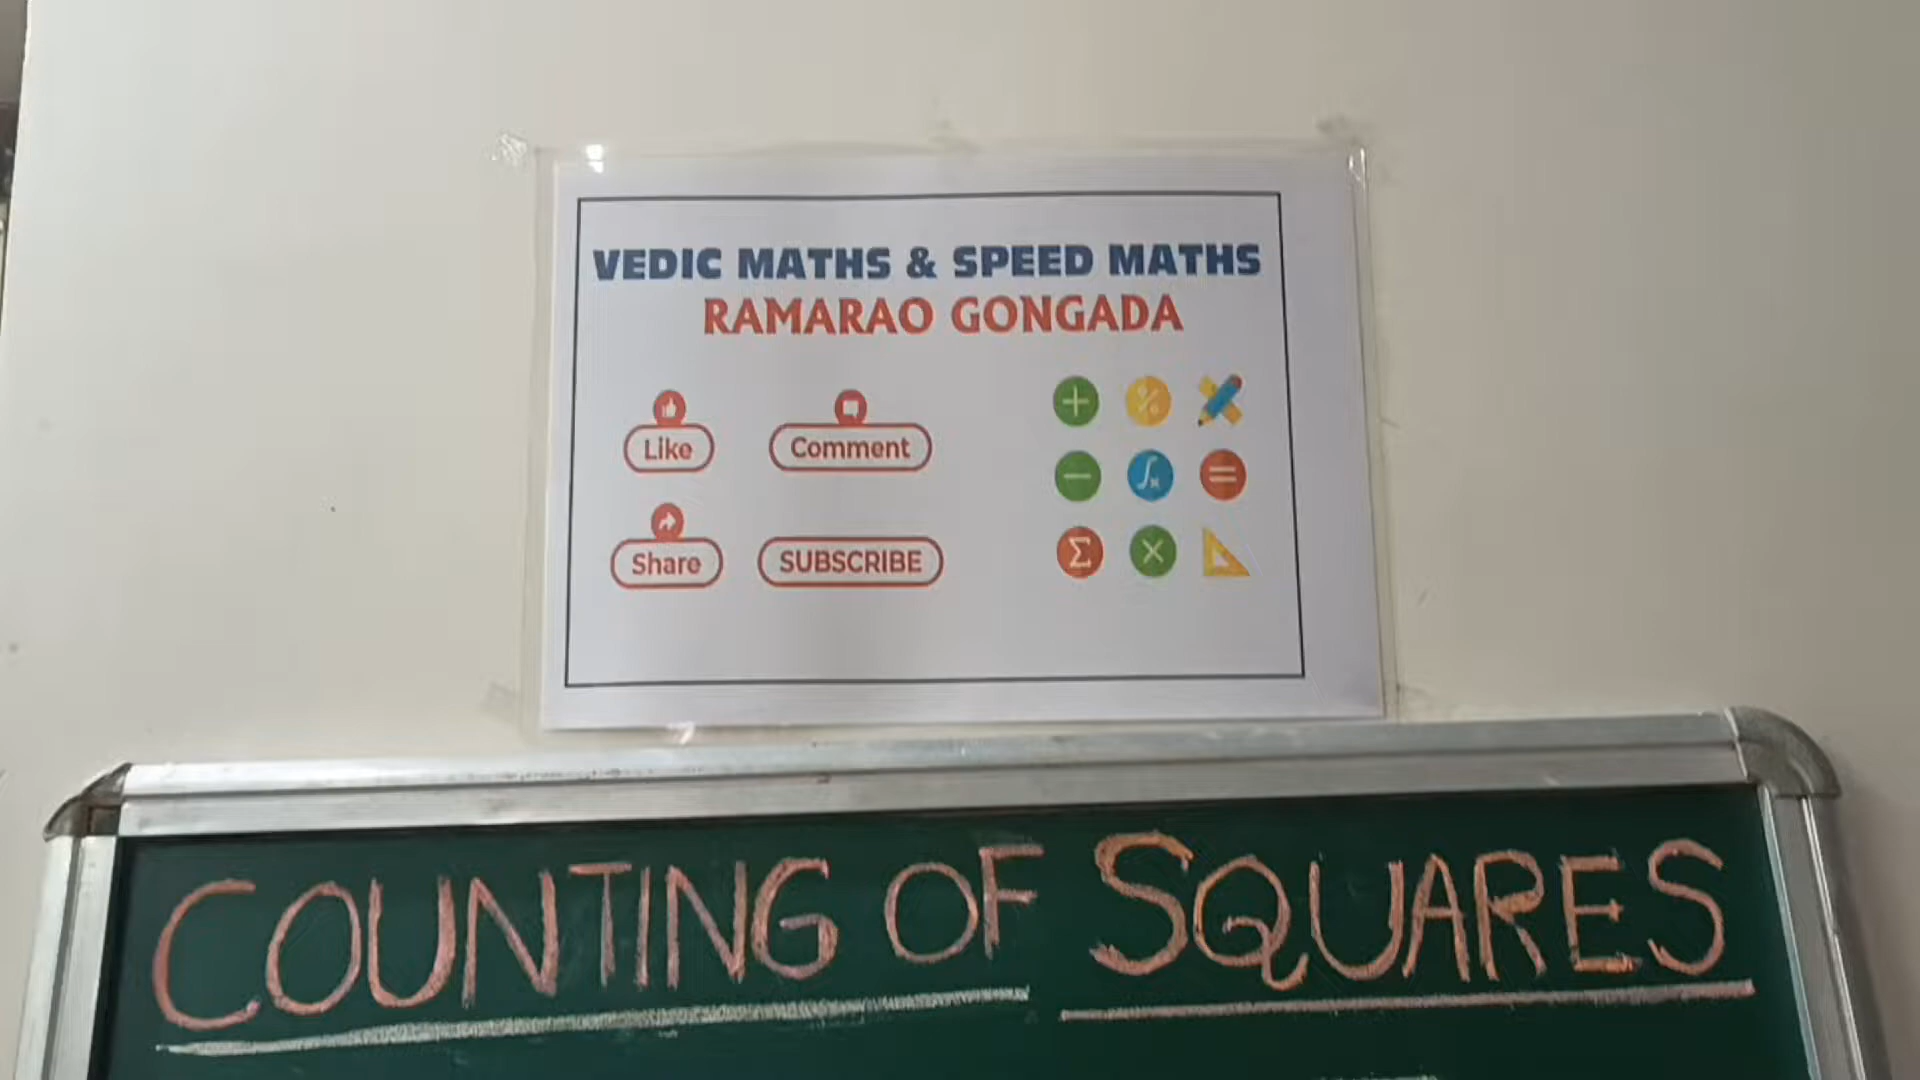 VEDIC MATHS & SPEED MATHS
RAMARAO GONGADA
Like
Comment
Share
SUBSCRIBE
COUNTING OF SQUARES